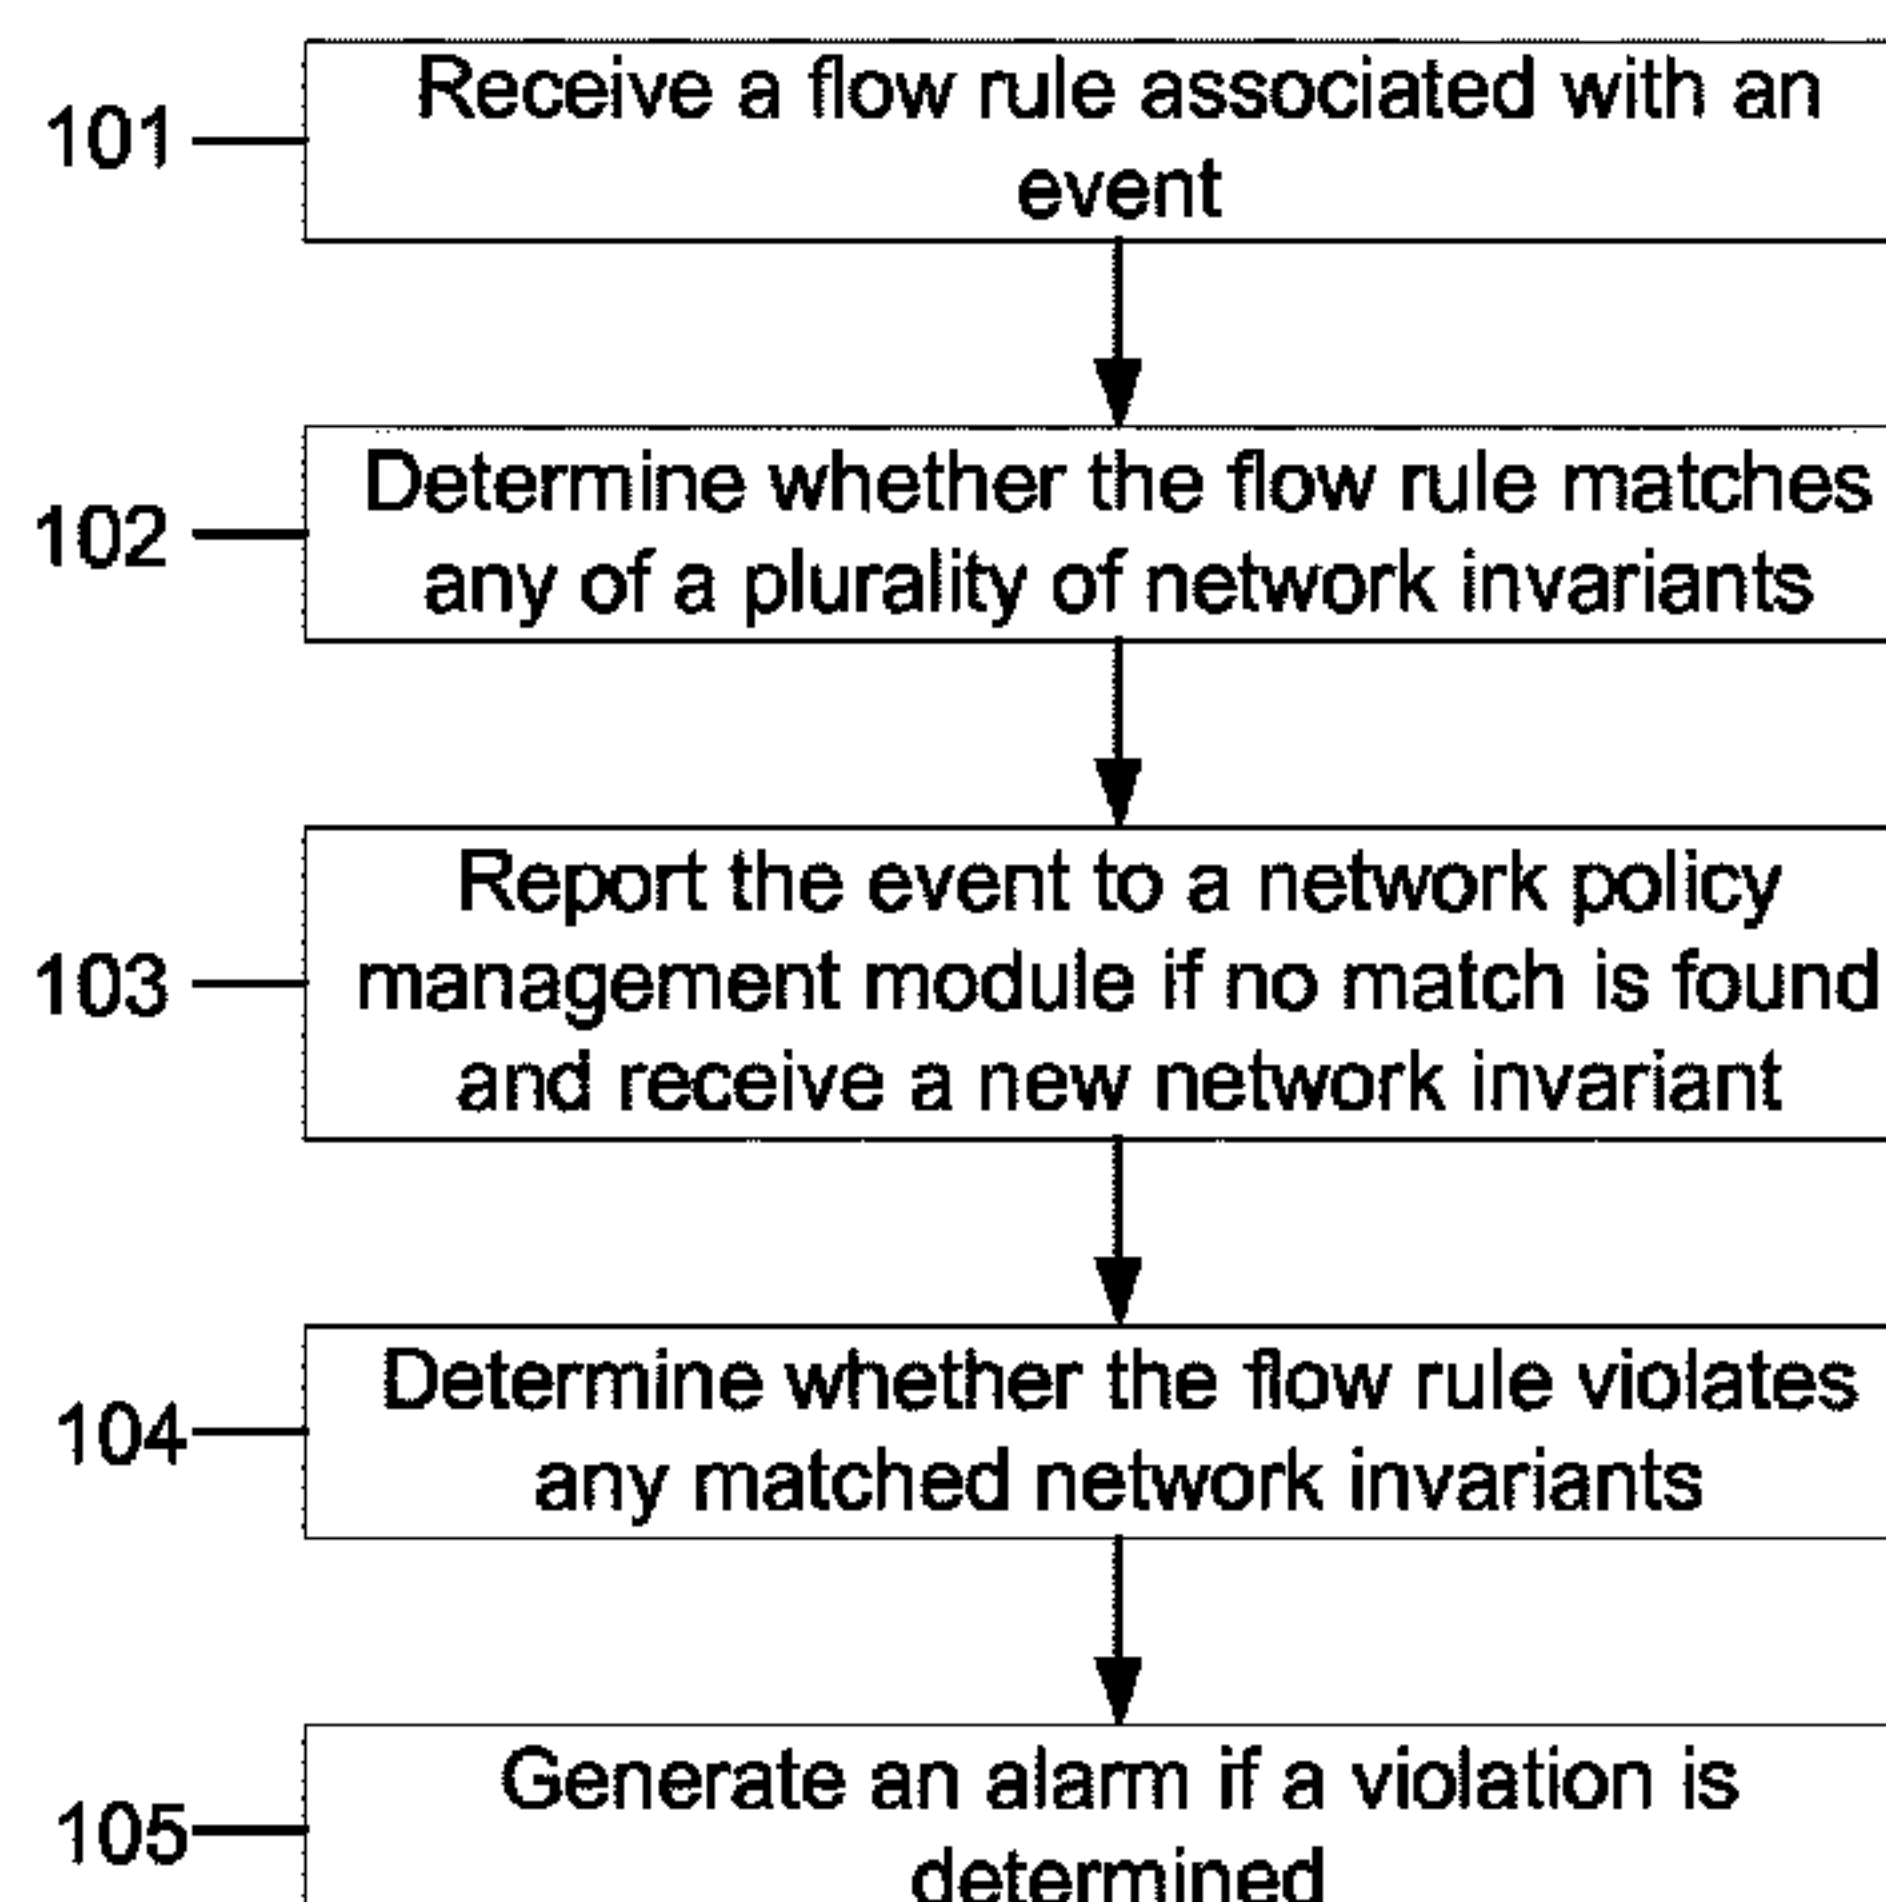 101
Receive a flow rule associated with an
event
102
Determine whether the flow rule matches
any of a plurality of network invariants
103
Report the event to a network policy
management module if no match is found
and receive a new network invariant
104
Determine whether the flow rule violates
any matched network invariants
105
Generate an alarm if a violation is
determined